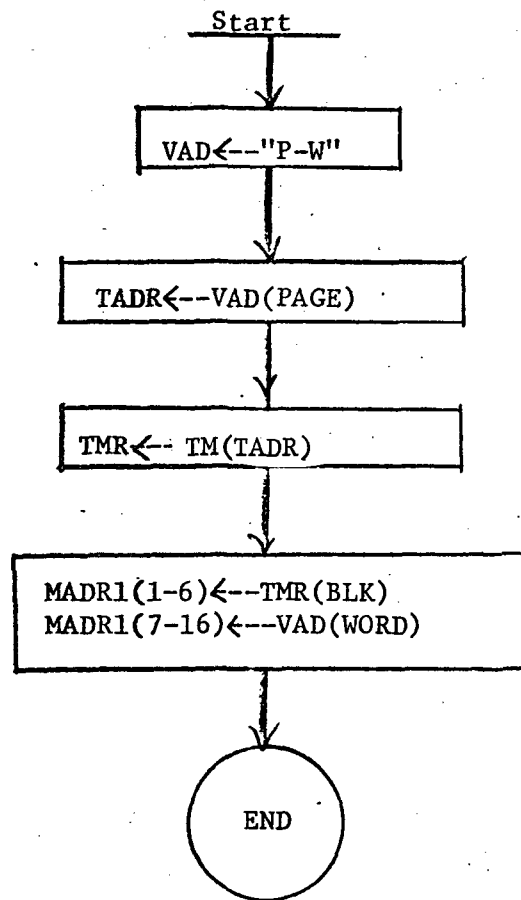 Start
VAD<--"P-W"
TADR<--VAD(PAGE)
TMR<-- TM(TADR)
MADR1(1-6)<--TMR(BLK)
MADR1(7-16)<--VAD(WORD)
END